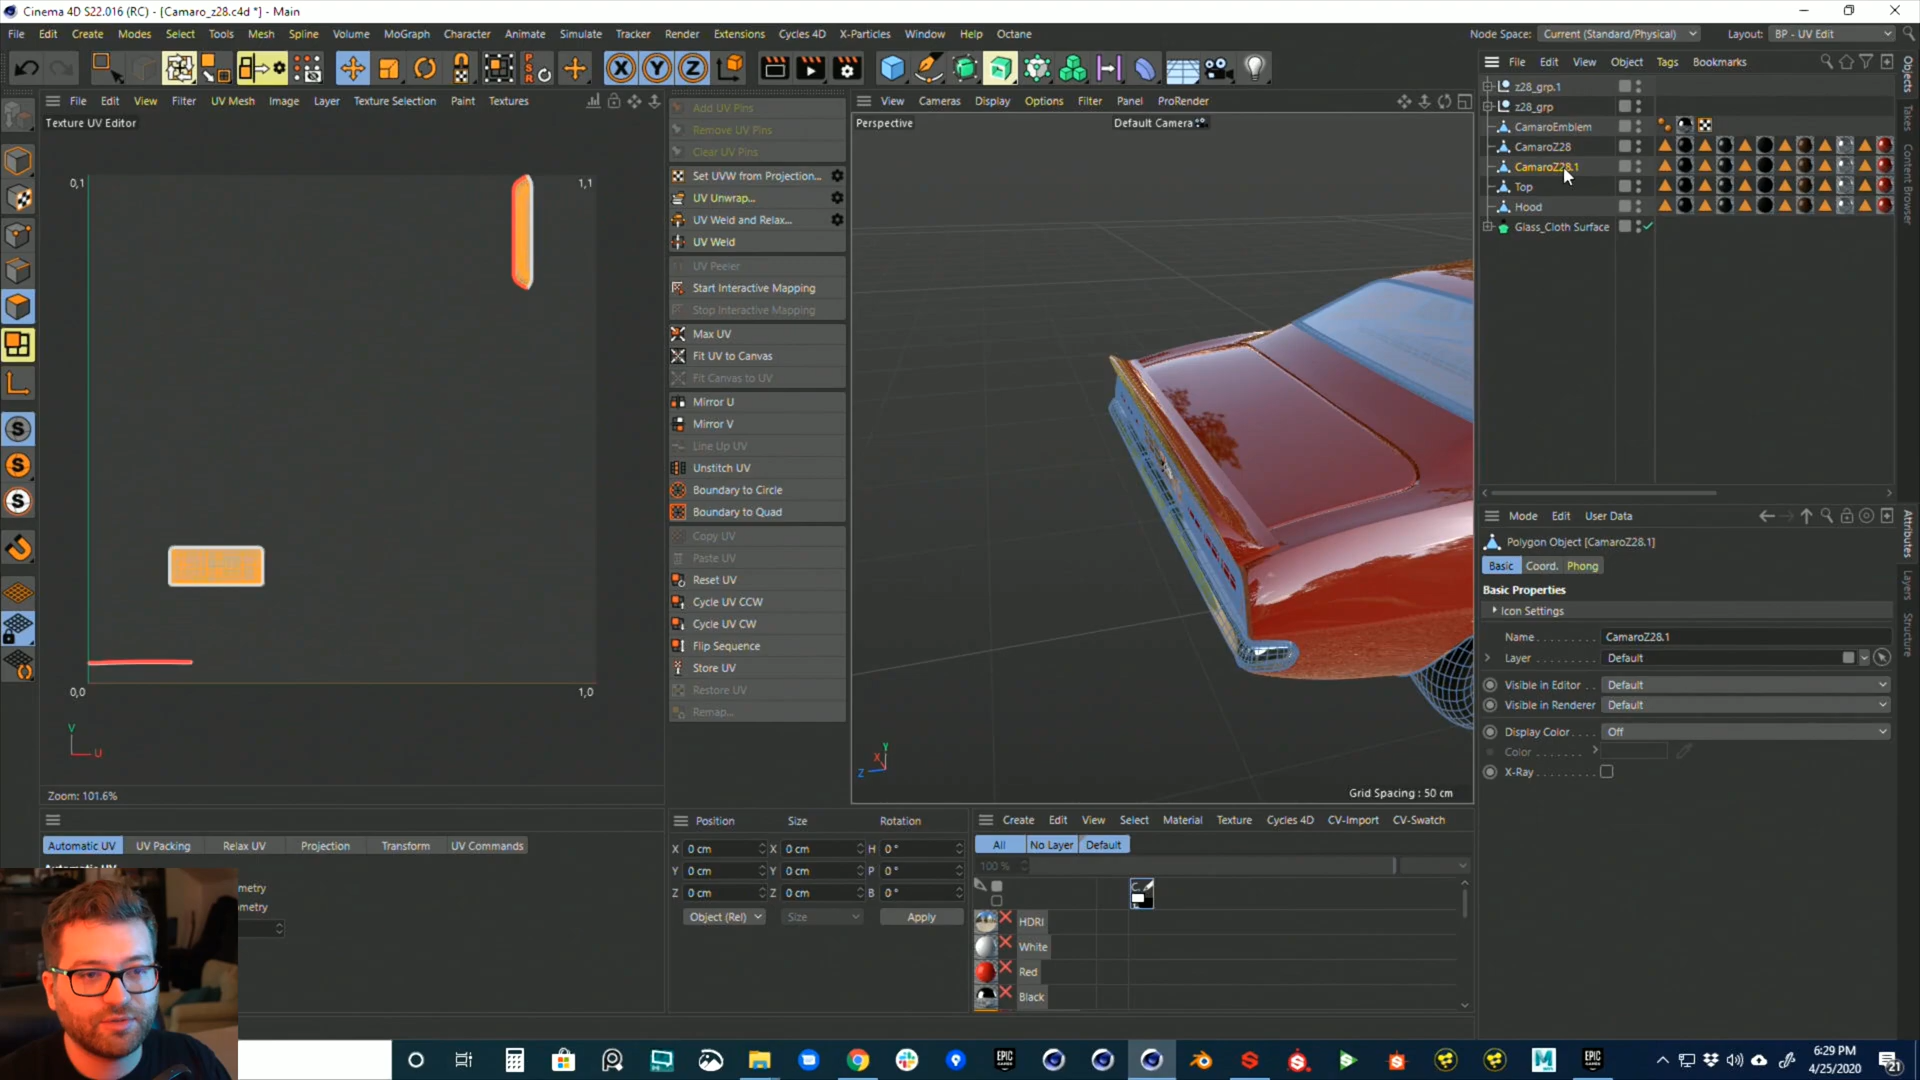 Cinema 4D S22.016 (RC) - [Camaro_z28.c4d *] - Main
File Edit Create Modes Select Tools Mesh Spline Volume MoGraph Character Animate Simulate Tracker Render Extensions Cycles 4D X-Particles Window Help Octane
Node Space: Current (Standard/Physical) Layout: BP - UV Edit
File Edit View Filter UV Mesh Image Layer Texture Selection Paint Textures
Texture UV Editor
0,1
1,1
0,0
1,0
V
U
Zoom: 101.6%
Add UV Pins
Remove UV Pins
Clear UV Pins
Set UVW from Projection...
UV Unwrap...
UV Weld and Relax...
UV Weld
UV Peeler
Start Interactive Mapping
Stop Interactive Mapping
Max UV
Fit UV to Canvas
Fit Canvas to UV
Mirror U
Mirror V
Line Up UV
Unstitch UV
Boundary to Circle
Boundary to Quad
Copy UV
Paste UV
Reset UV
Cycle UV CCW
Cycle UV CW
Flip Sequence
Store UV
Restore UV
Remap...
View Cameras Display Options Filter Panel ProRender
Perspective
Default Camera
Y
X
Z
Grid Spacing : 50 cm
File Edit View Object Tags Bookmarks
z28_grp.1
z28_grp
CamaroEmblem
CamaroZ28
CamaroZ28.1
Top
Hood
Glass_Cloth Surface
Objects
Takes
Content Browser
Mode Edit User Data
Polygon Object [CamaroZ28.1]
Basic Coord. Phong
Basic Properties
Icon Settings
Name CamaroZ28.1
Layer Default
Visible in Editor Default
Visible in Renderer Default
Display Color Off
Color
X-Ray
Attributes
Layers
Structure
Automatic UV UV Packing Relax UV Projection Transform UV Commands
metry
ometry
Position Size Rotation
X 0 cm X 0 cm H 0 °
Y 0 cm Y 0 cm P 0 °
Z 0 cm Z 0 cm B 0 °
Object (Rel) Size Apply
Create Edit View Select Material Texture Cycles 4D CV-Import CV-Swatch
All No Layer Default
100 %
HDRI
White
Red
Black
6:29 PM
4/25/2020
21